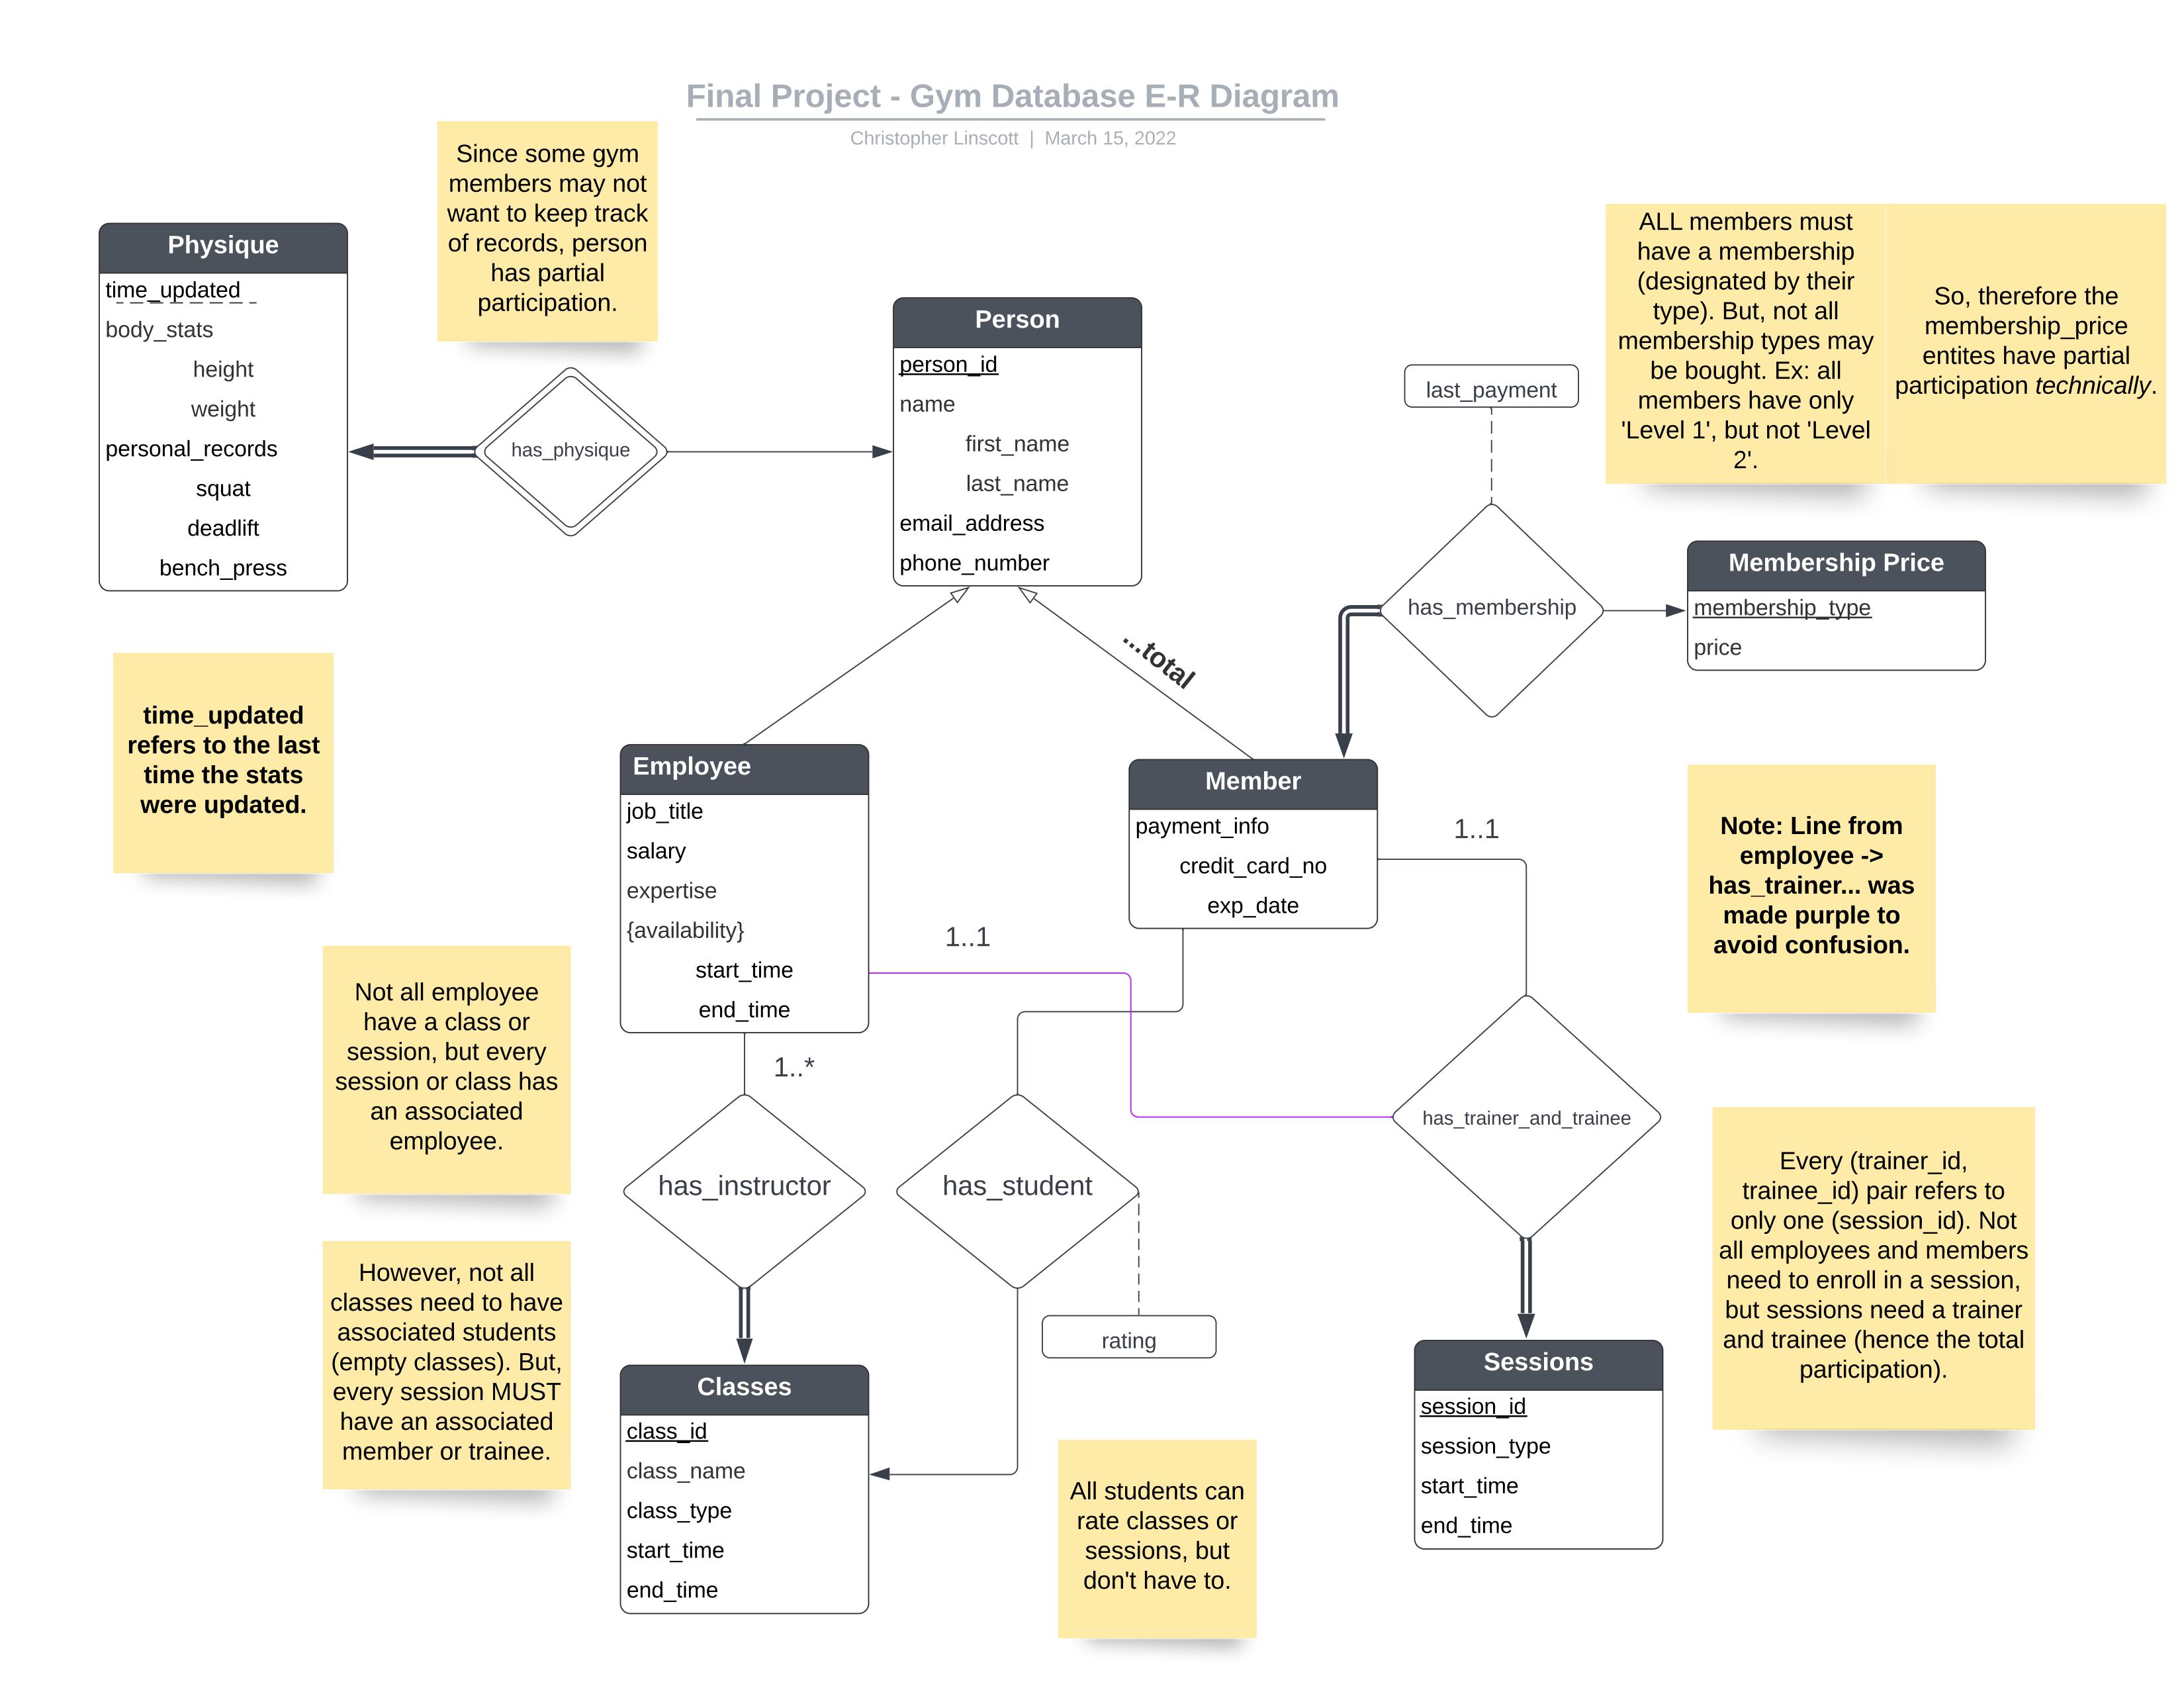 Final Project - Gym Database E-R Diagram
Christopher Linscott | March 15, 2022
Since some gym
members may not
want to keep track
of records, person
has partial
participation.
Physique
time_updated
body_stats
height
weight
personal_records
squat
deadlift
bench_press
has_physique
Person
person_id
name
first_name
last_name
email_address
phone_number
ALL members must
have a membership
(designated by their
type). But, not all
membership types may
be bought. Ex: all
members have only
'Level 1', but not 'Level
2'.
So, therefore the
membership_price
entites have partial
participation technically.
last_payment
has_membership
Membership Price
membership_type
price
...total
time_updated
refers to the last
time the stats
were updated.
Employee
job_title
salary
expertise
{availability}
start_time
end_time
Member
payment_info
credit_card_no
exp_date
1..1
1..1
Note: Line from
employee ->
has_trainer... was
made purple to
avoid confusion.
Not all employee
have a class or
session, but every
session or class has
an associated
employee.
1..*
has_instructor
has_student
has_trainer_and_trainee
Every (trainer_id,
trainee_id) pair refers to
only one (session_id). Not
all employees and members
need to enroll in a session,
but sessions need a trainer
and trainee (hence the total
participation).
However, not all
classes need to have
associated students
(empty classes). But,
every session MUST
have an associated
member or trainee.
rating
Classes
class_id
class_name
class_type
start_time
end_time
Sessions
session_id
session_type
start_time
end_time
All students can
rate classes or
sessions, but
don't have to.